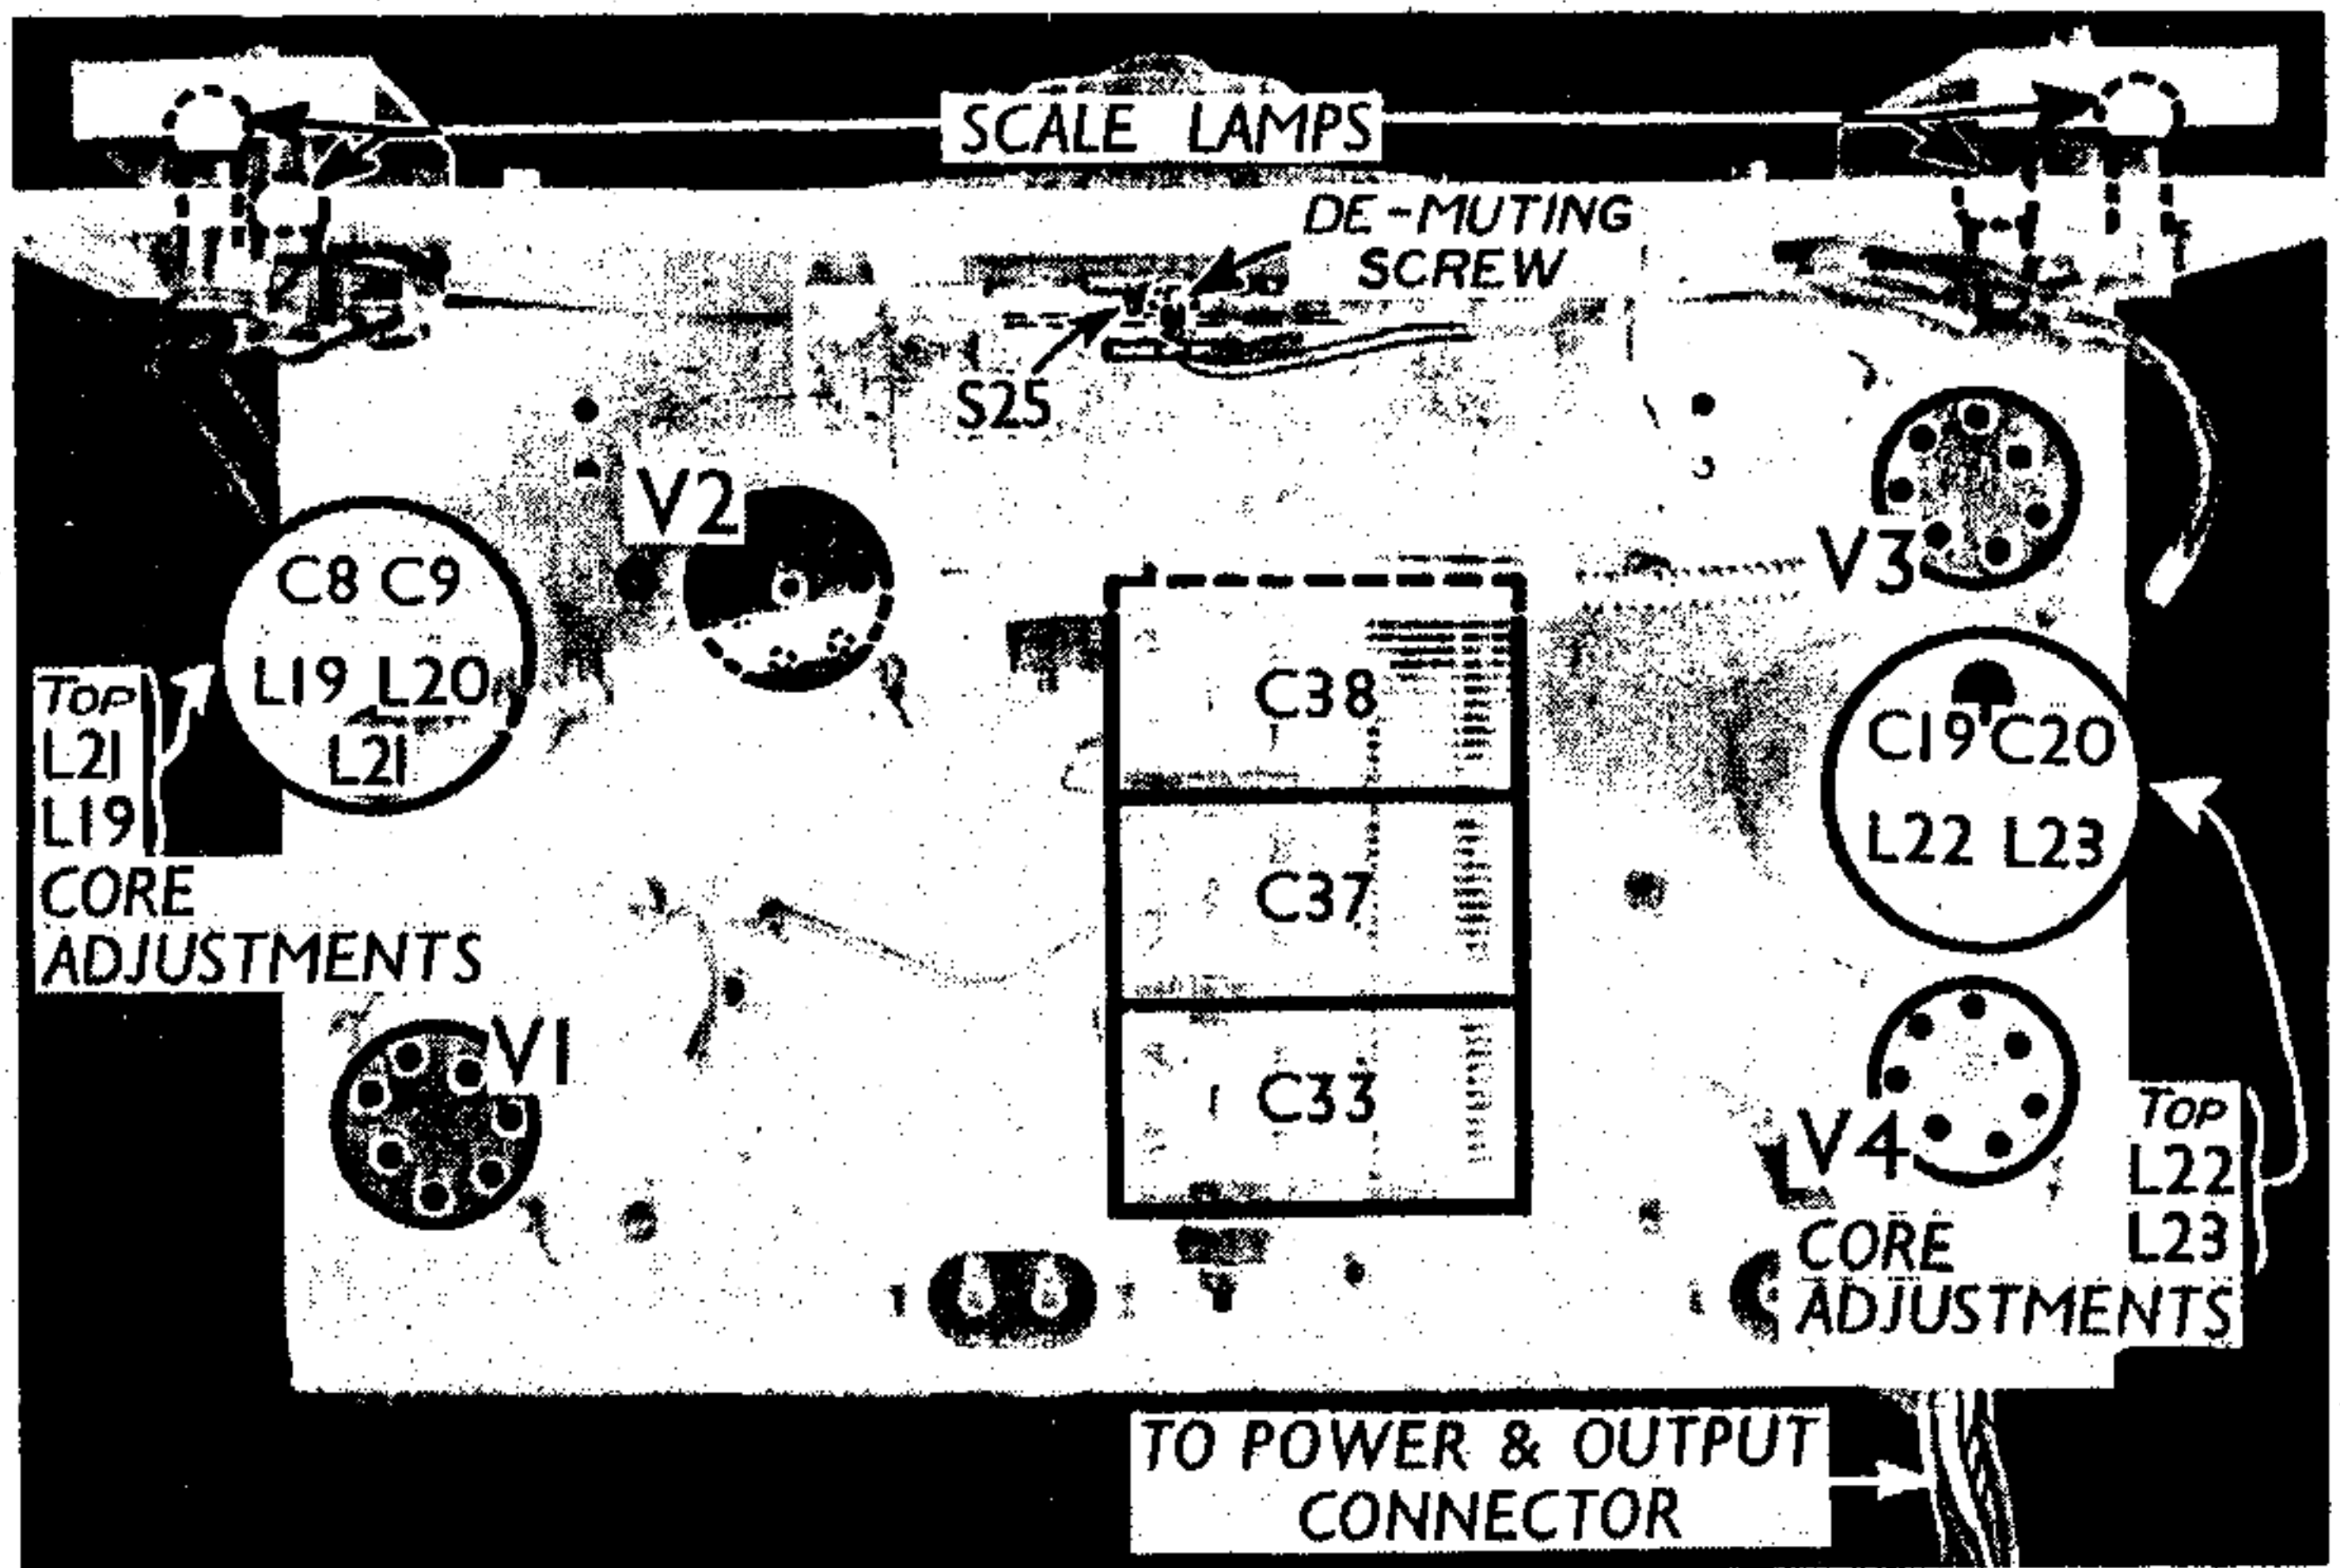 SCALE LAMPS
DE-MUTING
SCREW
S25
V2
V3
C8 C9
L19 L20
L21
TOP
L21
L19
CORE
ADJUSTMENTS
C38
C37
C33
C19 C20
L22 L23
V1
V4
TOP
L22
L23
CORE
ADJUSTMENTS
TO POWER & OUTPUT
CONNECTOR